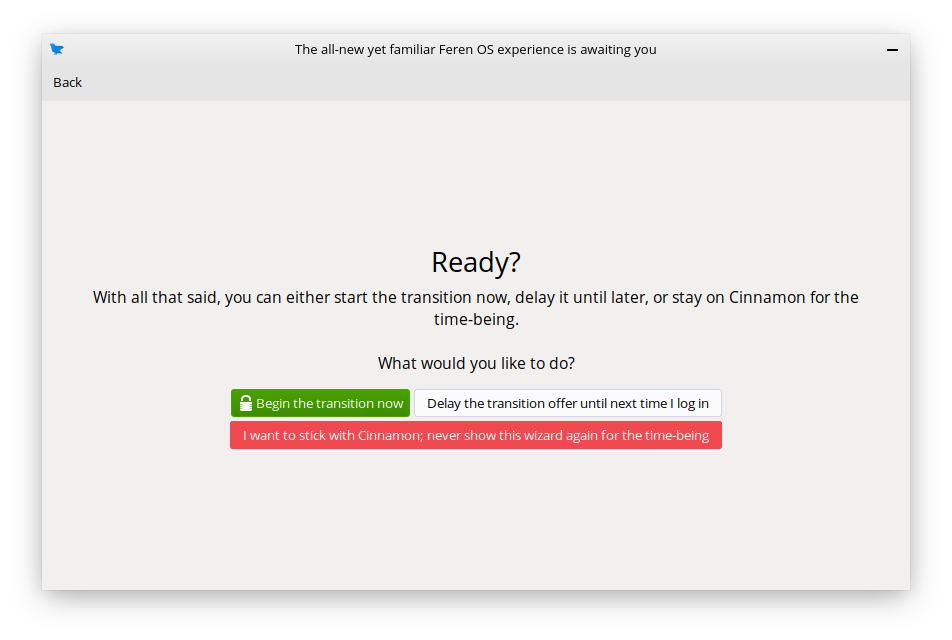 The all-new yet familiar Feren OS experience is awaiting you
Back
Ready?
With all that said, you can either start the transition now, delay it until later, or stay on Cinnamon for the
time-being.
What would you like to do?
Begin the transition now
Delay the transition offer until next time I log in
I want to stick with Cinnamon; never show this wizard again for the time-being